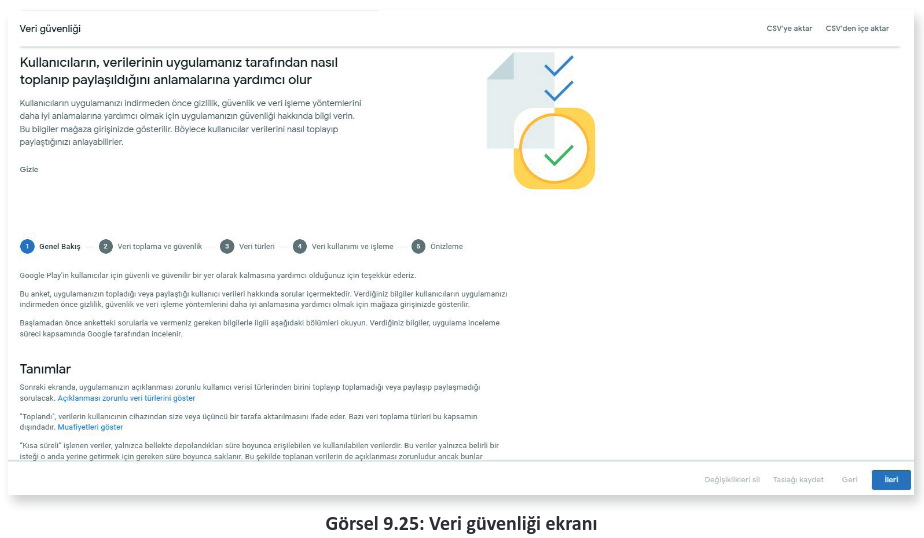 Veri güvenliği
CSV'ye aktar
CSV'den içe aktar
Kullanıcıların, verilerinin uygulamanız tarafından nasıl
toplanıp paylaşıldığını anlamalarına yardımcı olur
Kullanıcıların uygulamanızı indirmeden önce gizlilik, güvenlik ve veri işleme yöntemlerini
daha iyi anlamalarına yardımcı olmak için uygulamanızın güvenliği hakkında bilgi verin.
Bu bilgiler mağaza girişinizde gösterilir. Böylece kullanıcılar verilerini nasıl toplayıp
paylaştığınızı anlayabilirler.
Gizle
1 Genel Bakış 2 Veri toplama ve güvenlik 3 Veri türleri 4 Veri kullanımı ve işleme 5 Önizleme
Google Play'in kullanıcılar için güvenli ve güvenilir bir yer olarak kalmasına yardımcı olduğunuz için teşekkür ederiz.
Bu anket, uygulamanızın topladığı veya paylaştığı kullanıcı verileri hakkında sorular içermektedir. Verdiğiniz bilgiler kullanıcıların uygulamanızı
indirmeden önce gizlilik, güvenlik ve veri işleme yöntemlerini daha iyi anlamasına yardımcı olmak için mağaza girişinizde gösterilir.
Başlamadan önce anketteki sorularla ve vermeniz gereken bilgilerle ilgili aşağıdaki bölümleri okuyun. Verdiğiniz bilgiler, uygulama inceleme
süreci kapsamında Google tarafından incelenir.
Tanımlar
Sonraki ekranda, uygulamanızın açıklanması zorunlu kullanıcı verisi türlerinden birini toplayıp toplamadığı veya paylaşıp paylaşmadığı
sorulacak. Açıklanması zorunlu veri türlerini göster
"Toplandı", verilerin kullanıcının cihazından size veya üçüncü bir tarafa aktarılmasını ifade eder. Bazı veri toplama türleri bu kapsamın
dışındadır. Muafiyetleri göster
"Kısa süreli" işlenen veriler, yalnızca bellekte depolandıkları süre boyunca erişilebilen ve kullanılabilen verilerdir. Bu veriler yalnızca belirli bir
isteği o anda yerine getirmek için gereken süre boyunca saklanır. Bu şekilde toplanan verilerin de açıklanması zorunludur ancak bunlar
Değişiklikleri sil
Taslağı kaydet
Geri
İleri
Görsel 9.25: Veri güvenliği ekranı